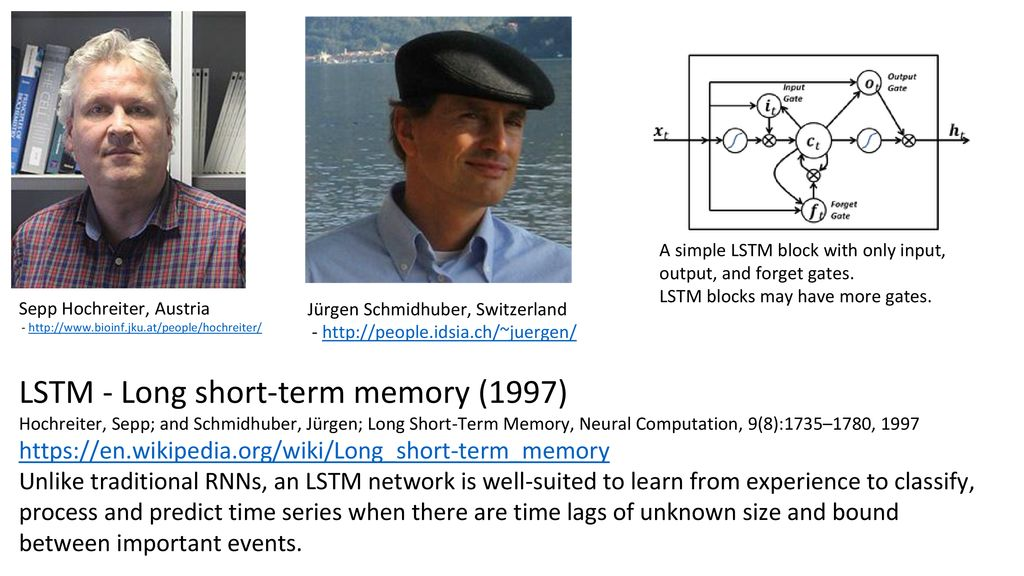 Sepp Hochreiter, Austria
- http://www.bioinf.jku.at/people/hochreiter/
Jürgen Schmidhuber, Switzerland
- http://people.idsia.ch/~juergen/
x_t
Input
Gate
i_t
o_t
Output
Gate
c_t
h_t
f_t
Forget
Gate
A simple LSTM block with only input,
output, and forget gates.
LSTM blocks may have more gates.
LSTM - Long short-term memory (1997)
Hochreiter, Sepp; and Schmidhuber, Jürgen; Long Short-Term Memory, Neural Computation, 9(8):1735–1780, 1997
https://en.wikipedia.org/wiki/Long_short-term_memory
Unlike traditional RNNs, an LSTM network is well-suited to learn from experience to classify,
process and predict time series when there are time lags of unknown size and bound
between important events.